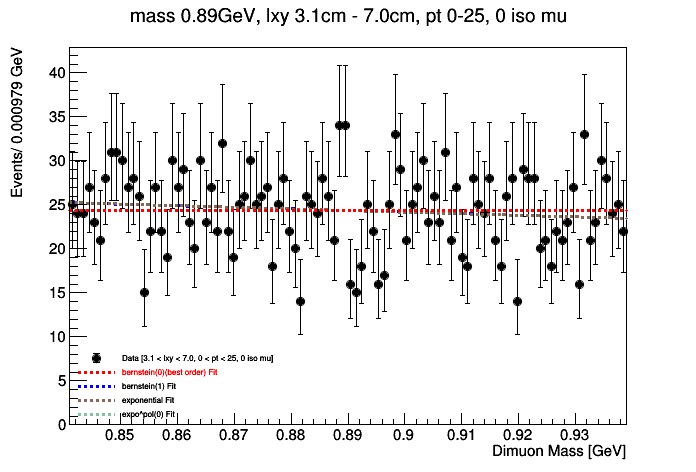 mass 0.89GeV, lxy 3.1cm - 7.0cm, pt 0-25, 0 iso mu
Events/ 0.000979 GeV
40
35
30
25
20
15
10
5
0
Data [3.1 < lxy < 7.0, 0 < pt < 25, 0 iso mu]
bernstein(0)(best order) Fit
bernstein(1) Fit
exponential Fit
expo*pol(0) Fit
0.85 0.86 0.87 0.88 0.89 0.9 0.91 0.92 0.93
Dimuon Mass [GeV]